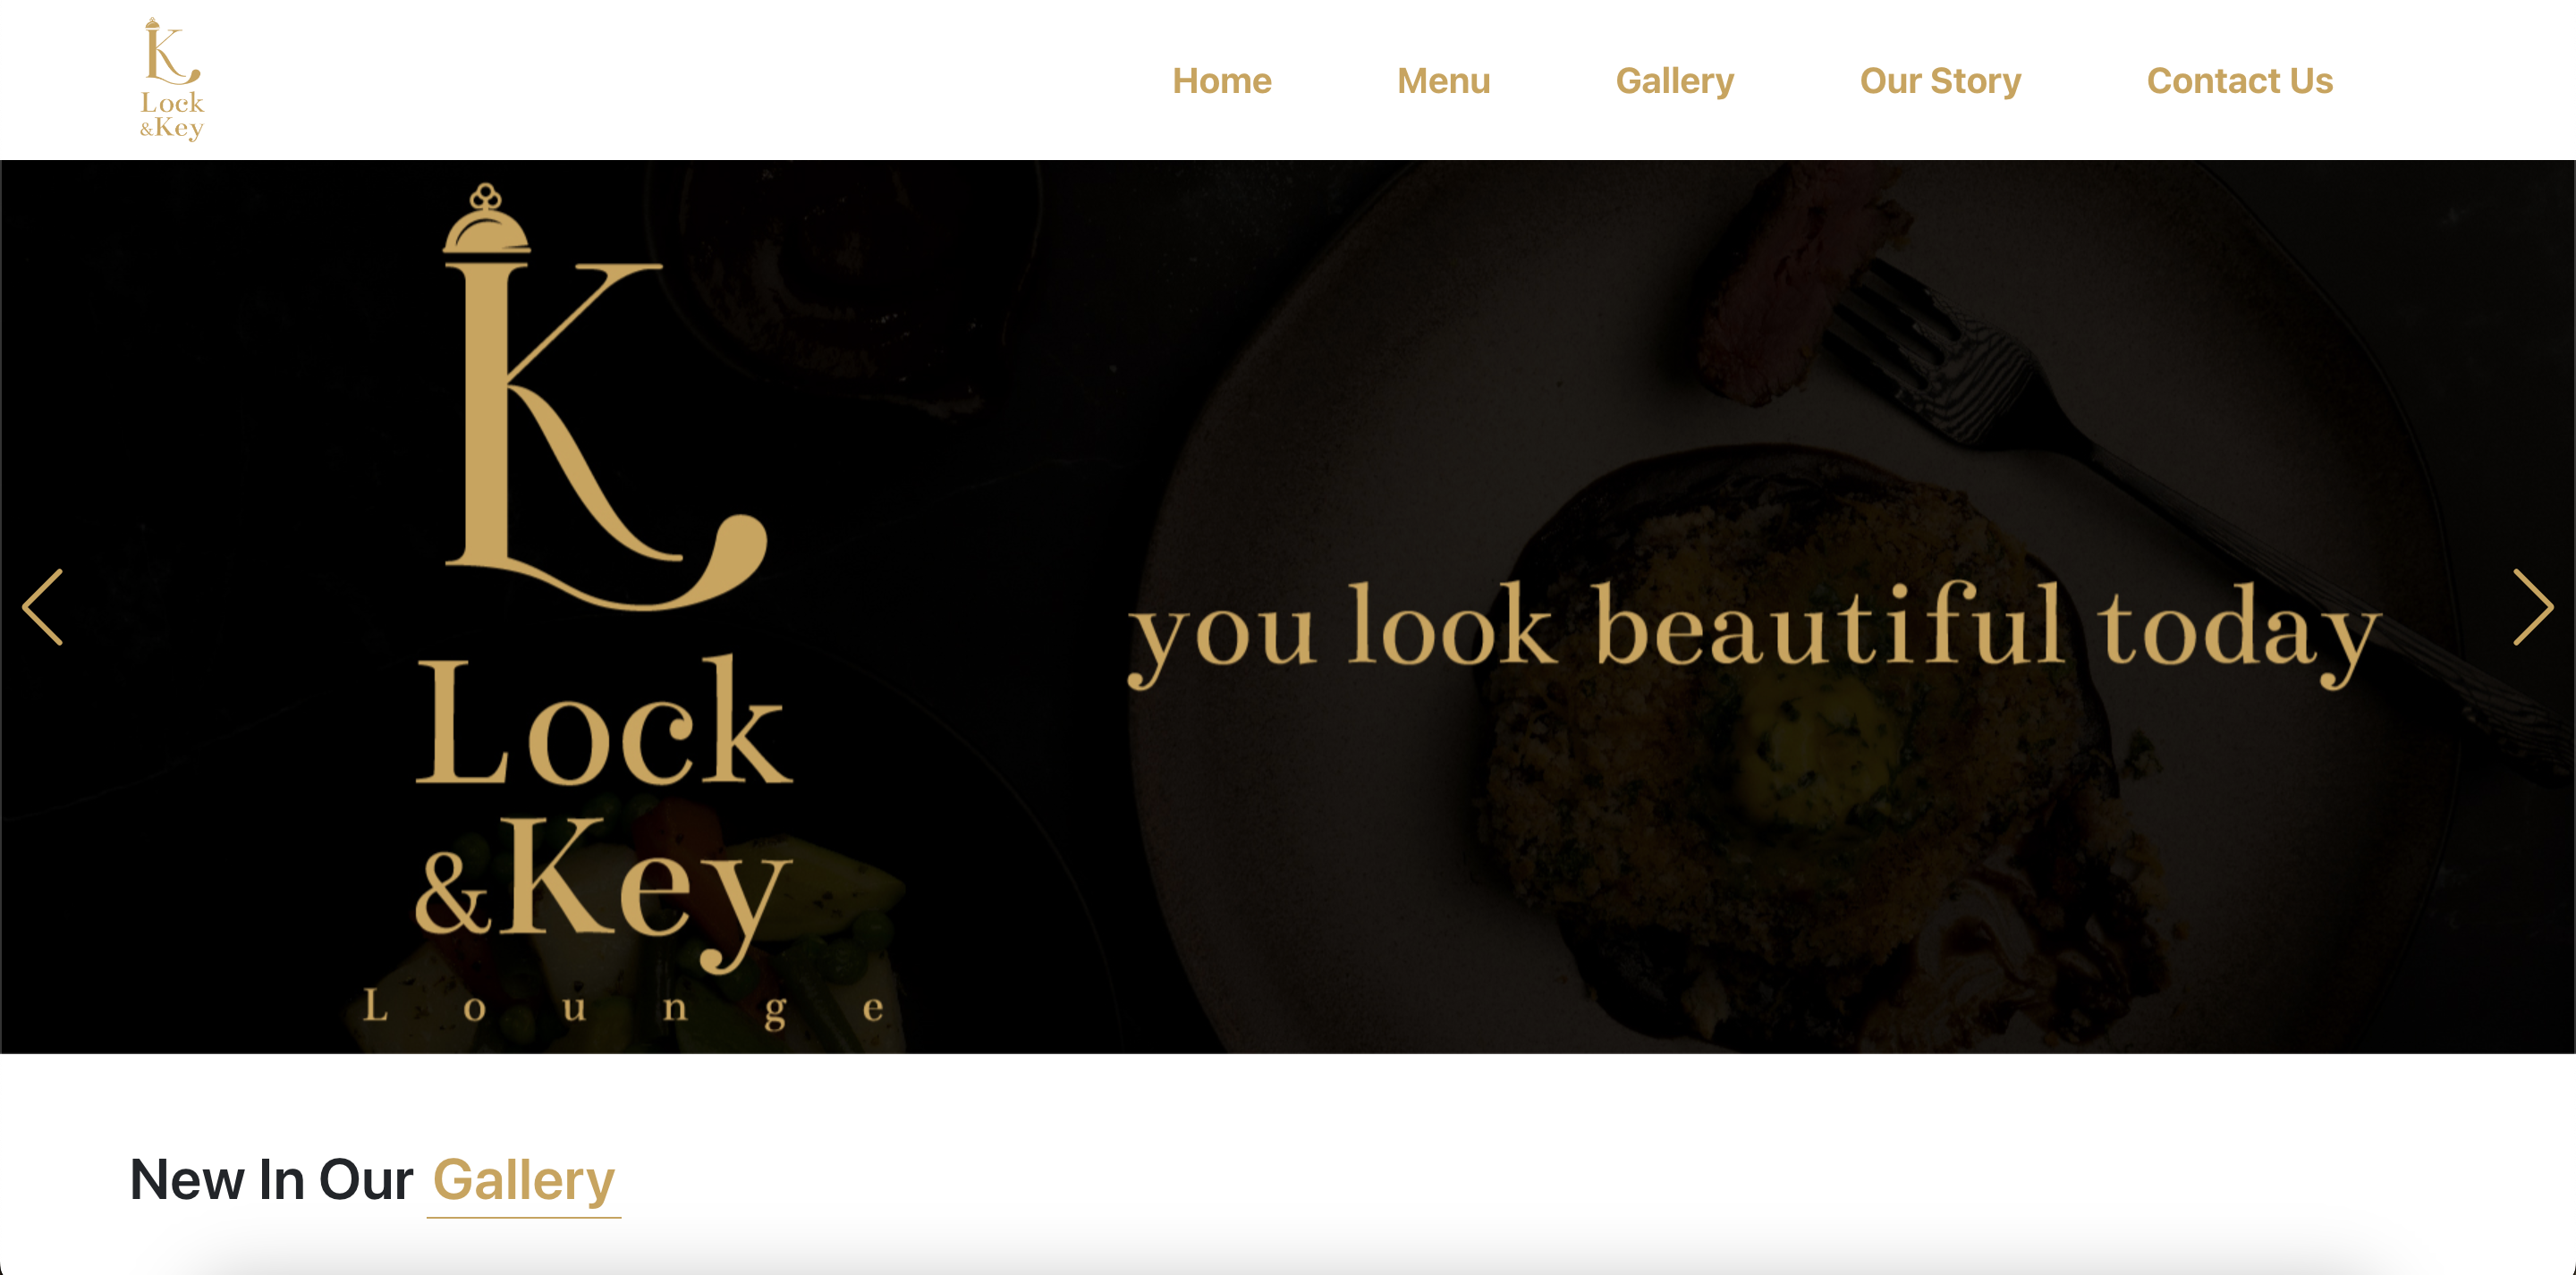 K
Lock
&Key
Home Menu Gallery Our Story Contact Us
K
Lock
&Key
Lounge
you look beautiful today
New In Our Gallery